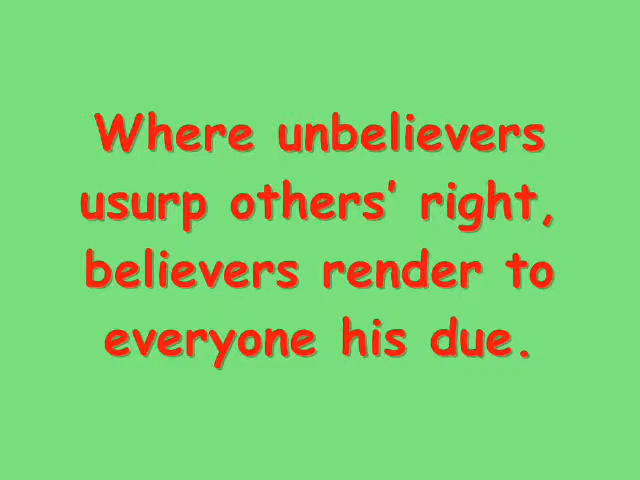 Where unbelievers
usurp others’ right,
believers render to
everyone his due.